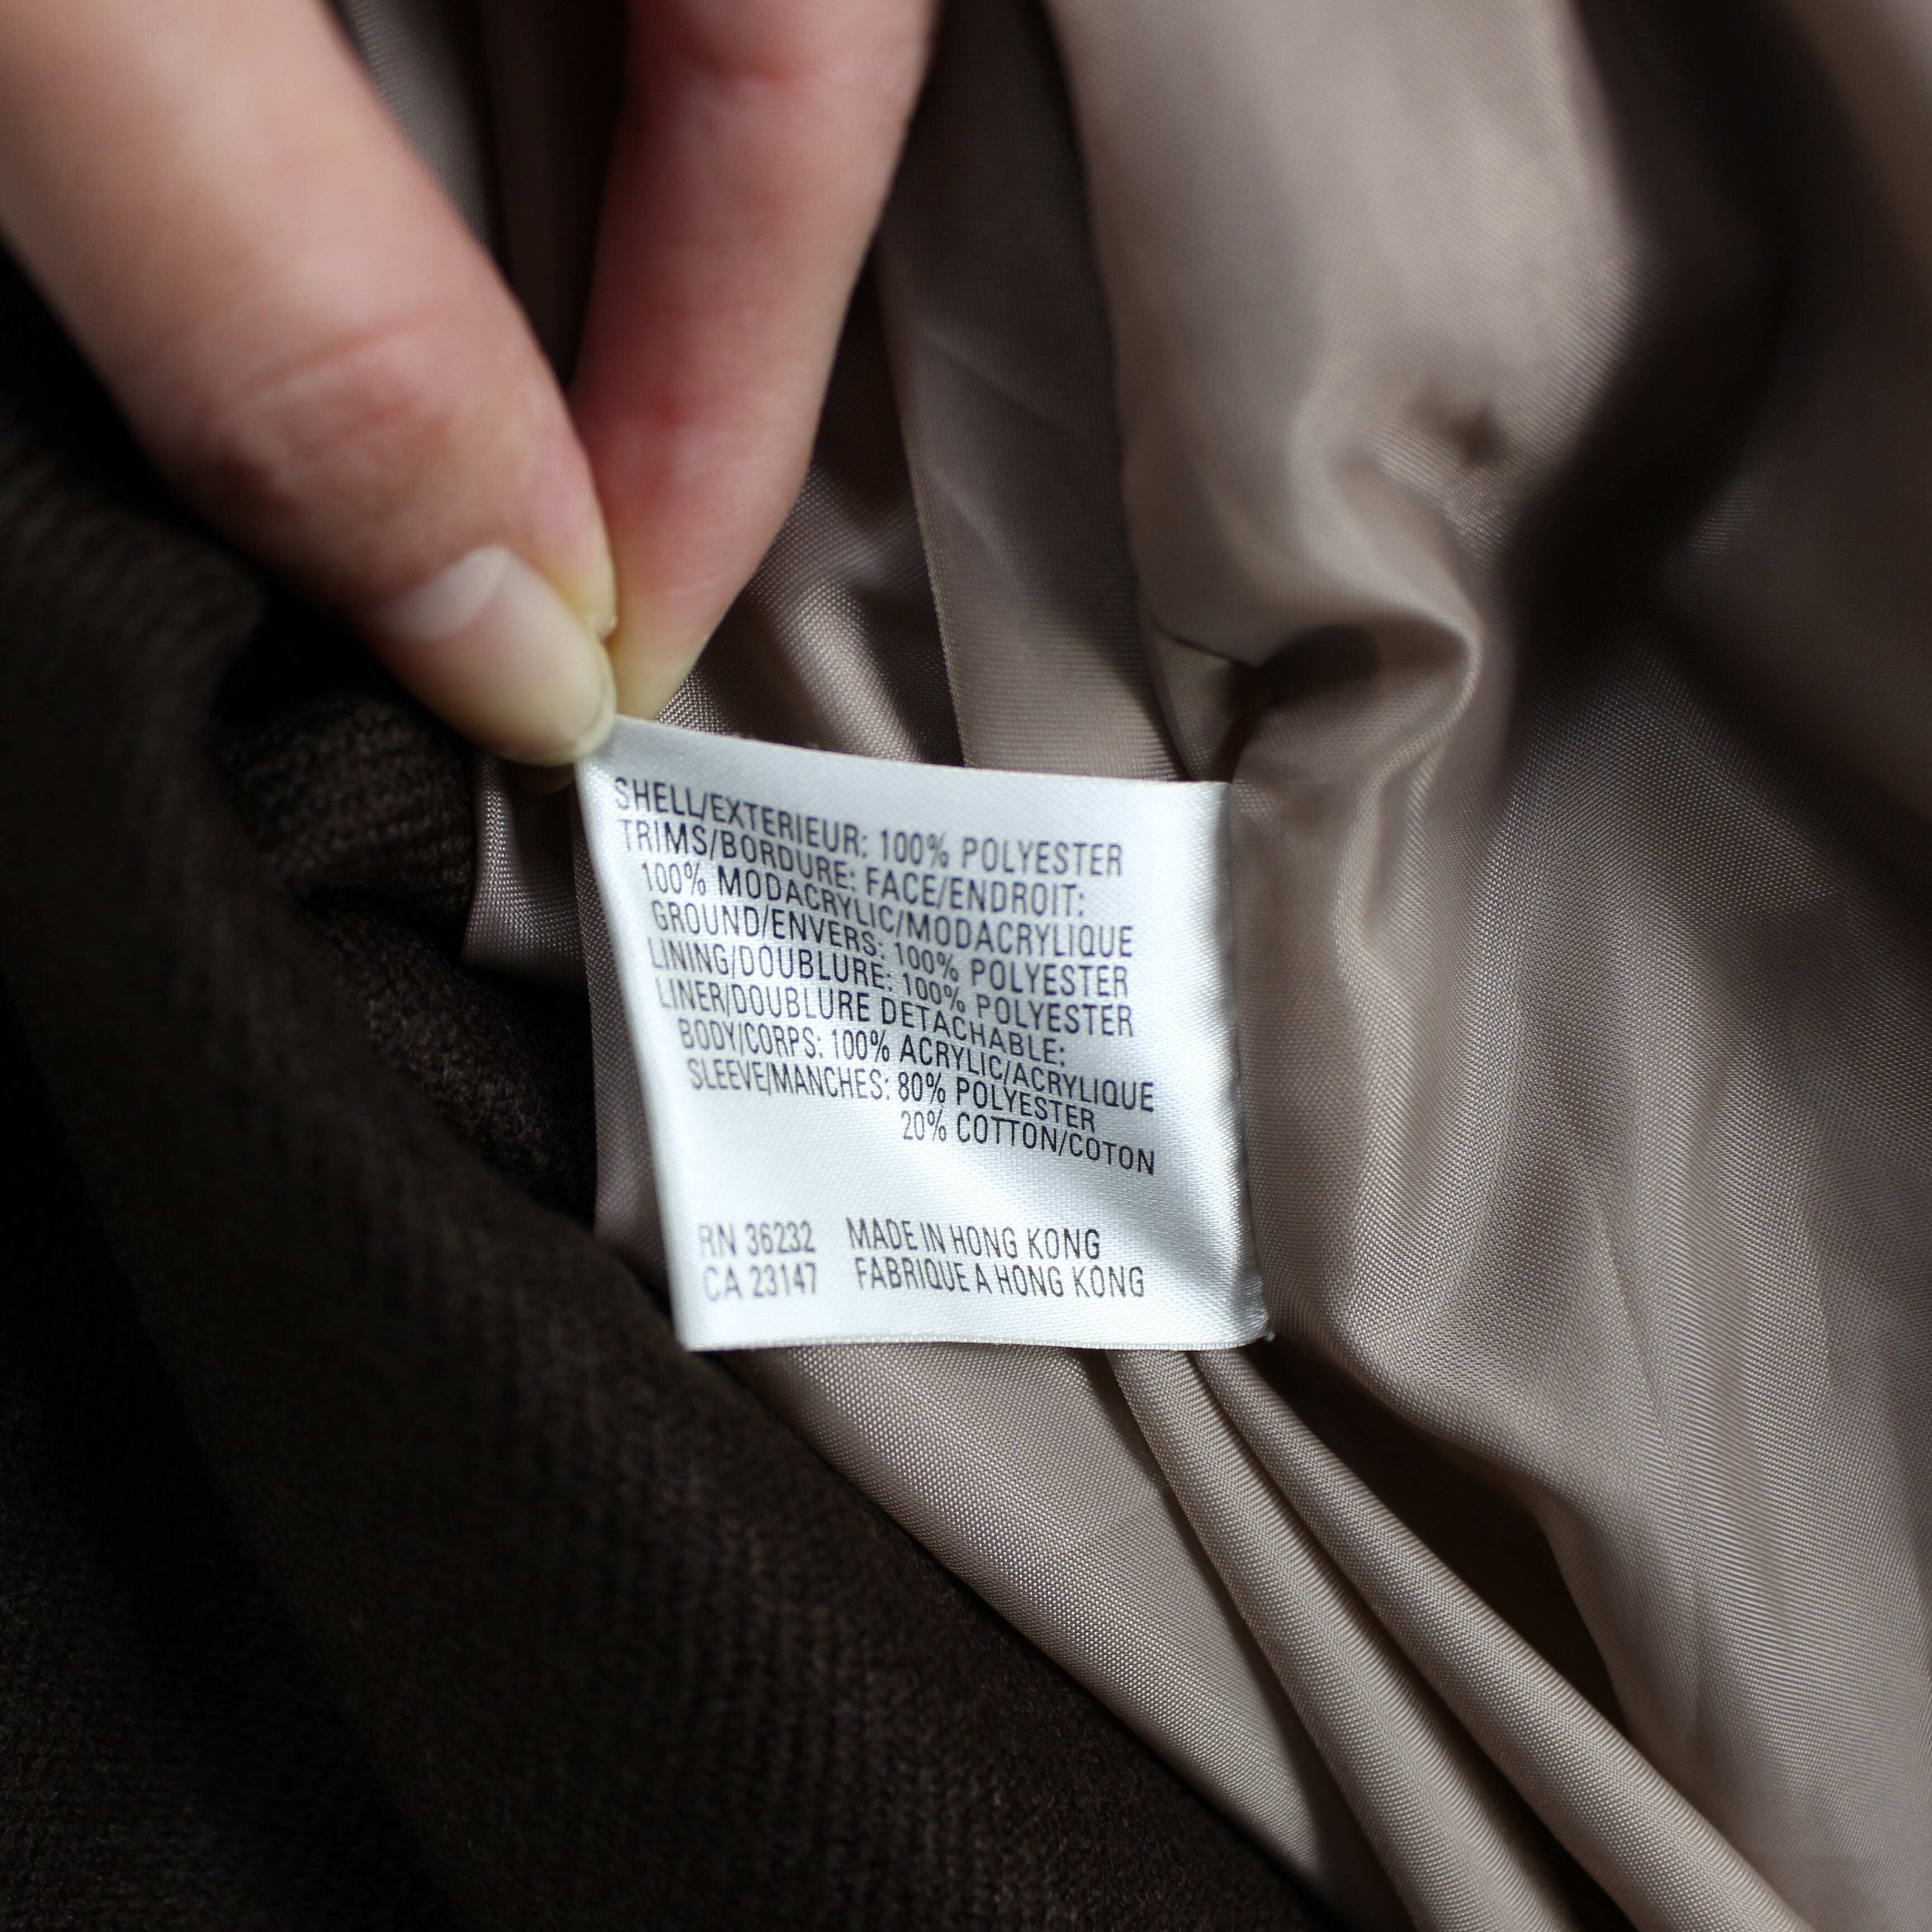 SHELL/EXTERIEUR: 100% POLYESTER
TRIMS/BORDURE: FACE/ENDROIT:
100% MODACRYLIC/MODACRYLIQUE
GROUND/ENVERS: 100% POLYESTER
LINING/DOUBLURE: 100% POLYESTER
LINER/DOUBLURE DETACHABLE:
BODY/CORPS: 100% ACRYLIC/ACRYLIQUE
SLEEVE/MANCHES: 80% POLYESTER
20% COTTON/COTON
RN 36232 MADE IN HONG KONG
CA 23147 FABRIQUE A HONG KONG